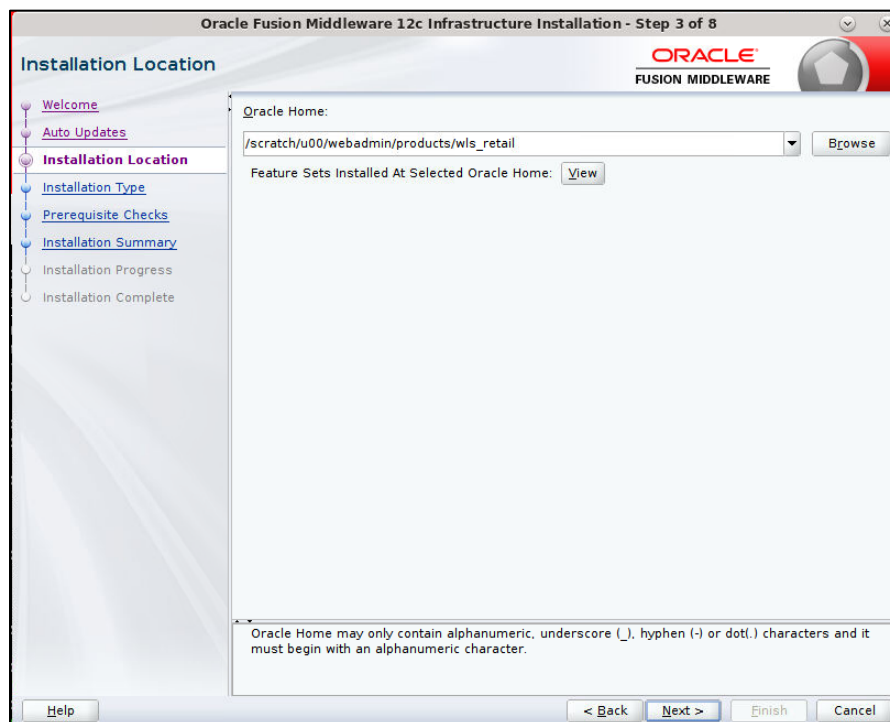 Oracle Fusion Middleware 12c Infrastructure Installation - Step 3 of 8
Installation Location
ORACLE
FUSION MIDDLEWARE
Welcome
Auto Updates
Installation Location
Installation Type
Prerequisite Checks
Installation Summary
Installation Progress
Installation Complete
Oracle Home:
/scratch/u00/webadmin/products/wls_retail
Browse
Feature Sets Installed At Selected Oracle Home: View
Oracle Home may only contain alphanumeric, underscore (_), hyphen (-) or dot(.) characters and it
must begin with an alphanumeric character.
Help
< Back
Next >
Finish
Cancel